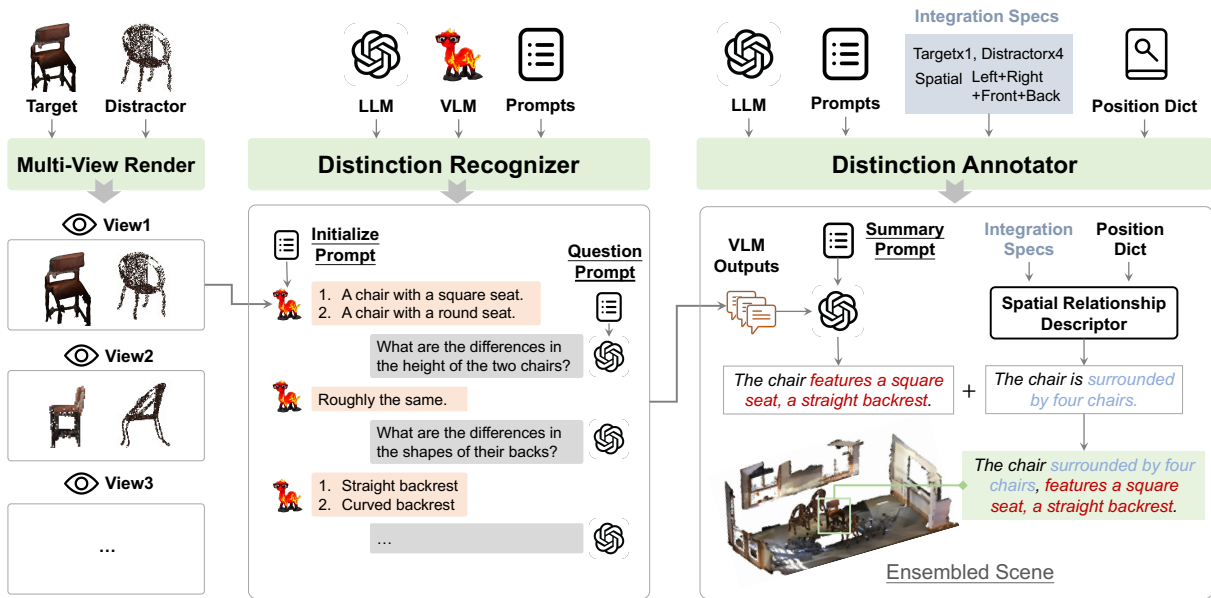 Target
Distractor
Multi-View Render
View1
View2
View3
...
LLM
VLM
Prompts
Distinction Recognizer
Initialize
Prompt
Question
Prompt
1. A chair with a square seat.
2. A chair with a round seat.
What are the differences in
the height of the two chairs?
Roughly the same.
What are the differences in
the shapes of their backs?
1. Straight backrest
2. Curved backrest
...
LLM
Prompts
Integration Specs
Targetx1, Distractorx4
Spatial Left+Right
+Front+Back
Position Dict
Distinction Annotator
VLM
Outputs
Summary
Prompt
Integration
Specs
Position
Dict
Spatial Relationship
Descriptor
The chair features a square
seat, a straight backrest.
+
The chair is surrounded
by four chairs.
The chair surrounded by four
chairs, features a square
seat, a straight backrest.
Ensembled Scene